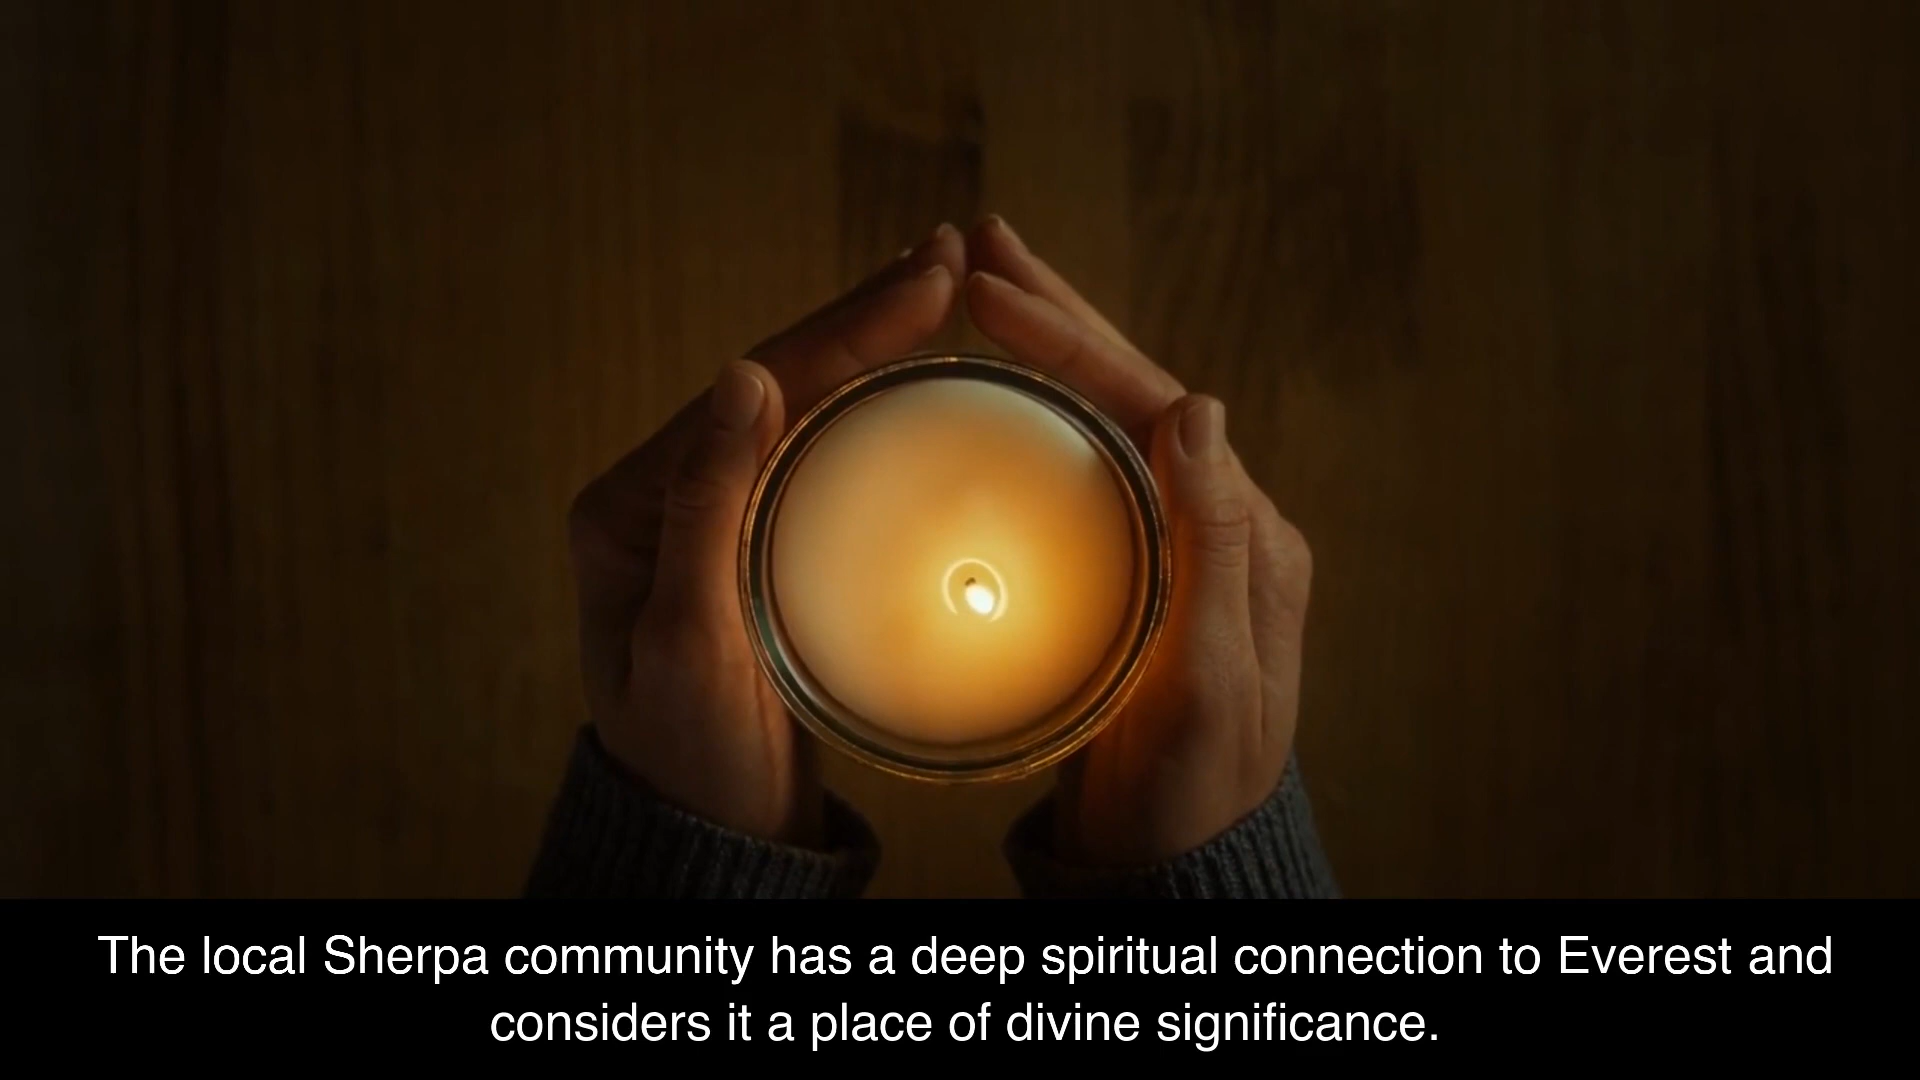 The local Sherpa community has a deep spiritual connection to Everest and
considers it a place of divine significance.